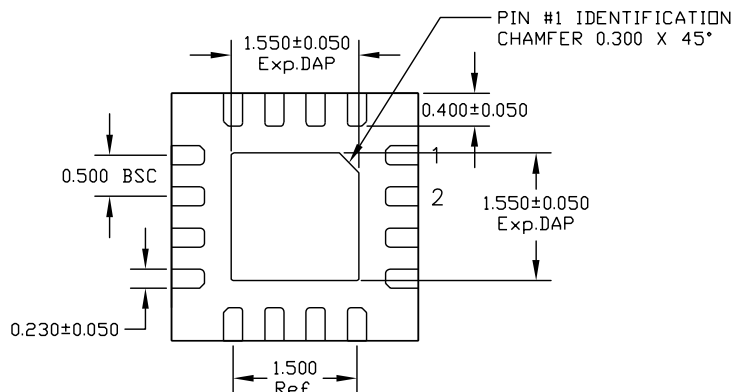 PIN #1 IDENTIFICATION
CHAMFER 0.300 X 45°
1.550±0.050
Exp.DAP
0.400±0.050
1
0.500 BSC
2
1.550±0.050
Exp.DAP
0.230±0.050
1.500
Ref